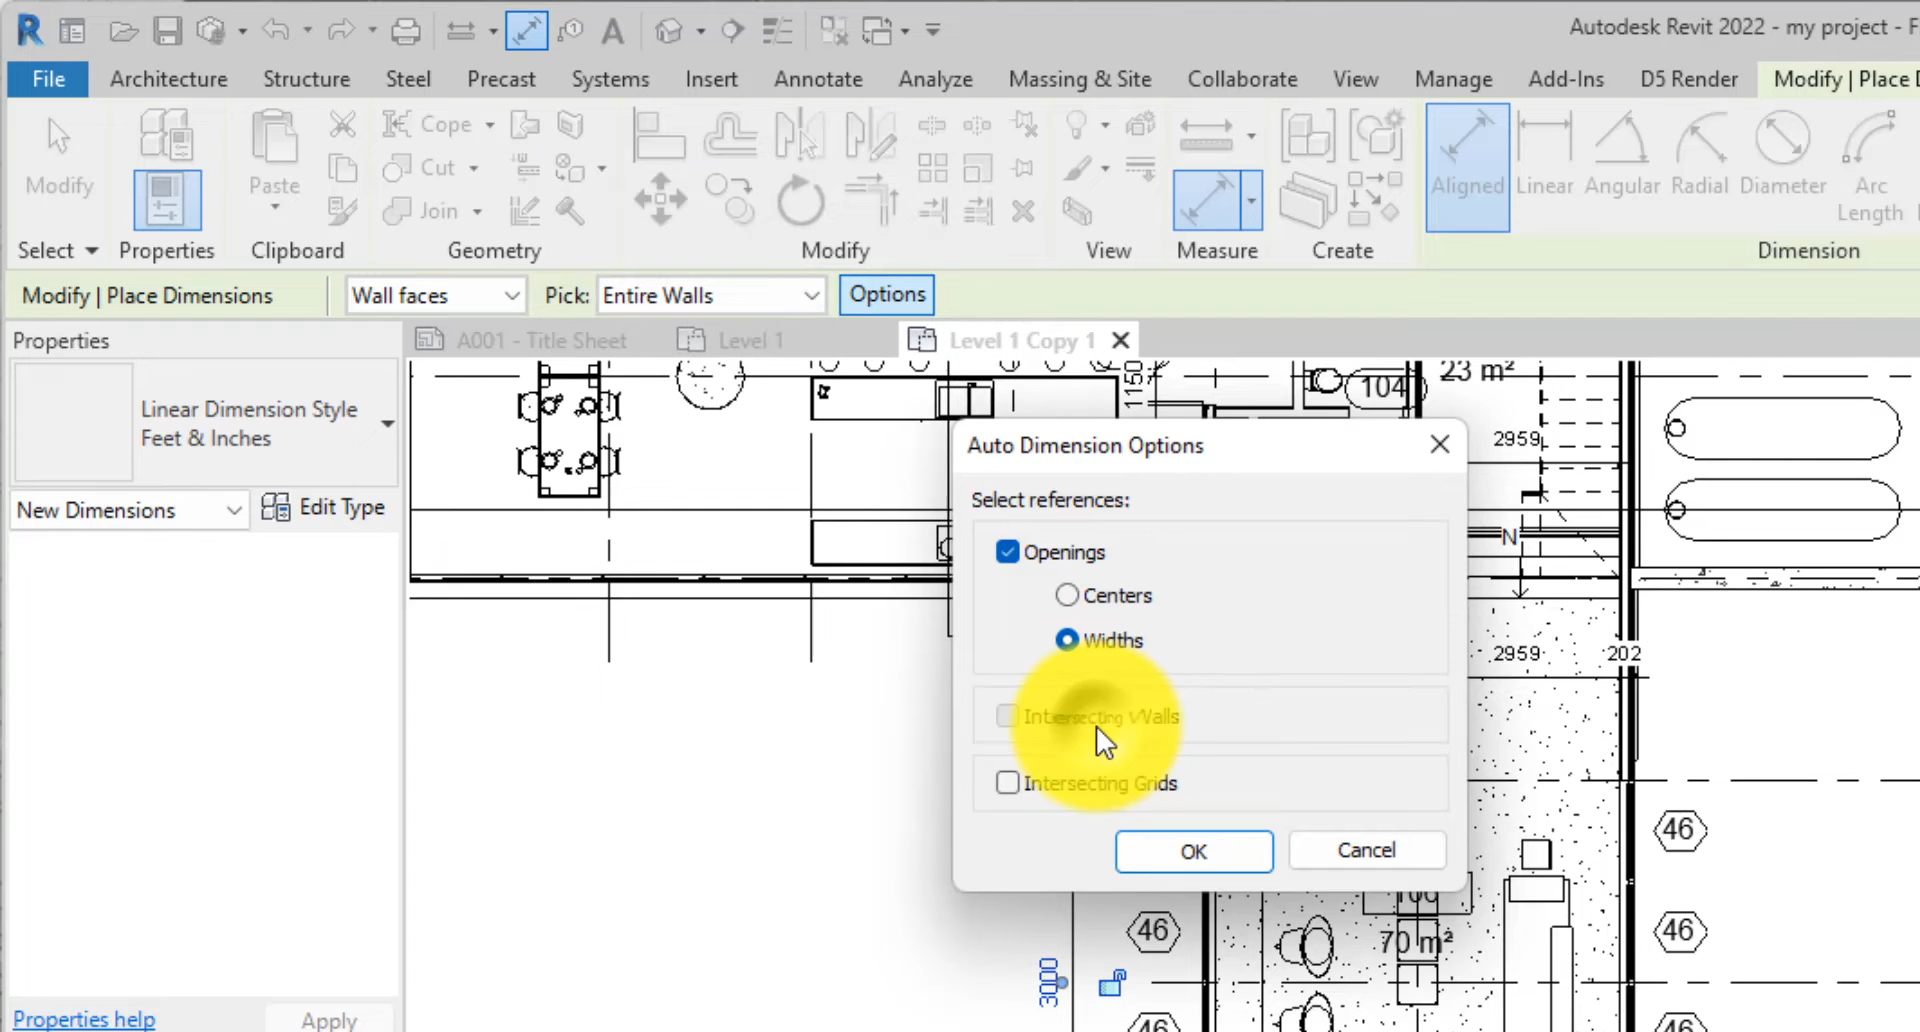 Autodesk Revit 2022 - my project - F
File Architecture Structure Steel Precast Systems Insert Annotate Analyze Massing & Site Collaborate View Manage Add-Ins D5 Render Modify | Place D
Modify Paste Cope Cut Join Aligned Linear Angular Radial Diameter Arc Length
Select Properties Clipboard Geometry Modify View Measure Create Dimension
Modify | Place Dimensions Wall faces Pick: Entire Walls Options
Properties
A001 - Title Sheet Level 1 Level 1 Copy 1
Linear Dimension Style
Feet & Inches
New Dimensions Edit Type
1150
104
23 m²
2959
N
2959 202
Auto Dimension Options
Select references:
Openings
Centers
Widths
Intersecting Walls
Intersecting Grids
OK Cancel
46
100
46
70 m²
46
3000
46
46
Properties help Apply